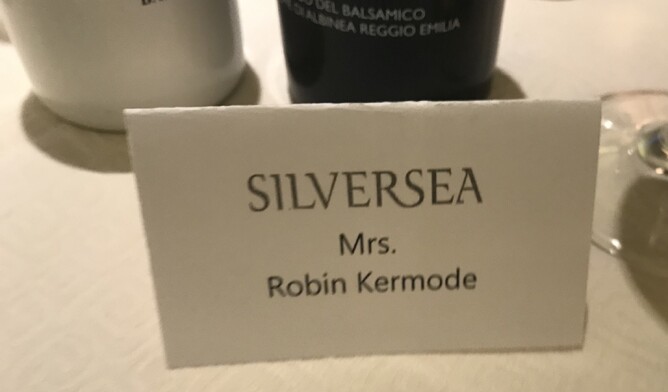 DEL BALSAMICO
DI ALBINEA REGGIO EMILIA
SILVERSEA
Mrs.
Robin Kermode